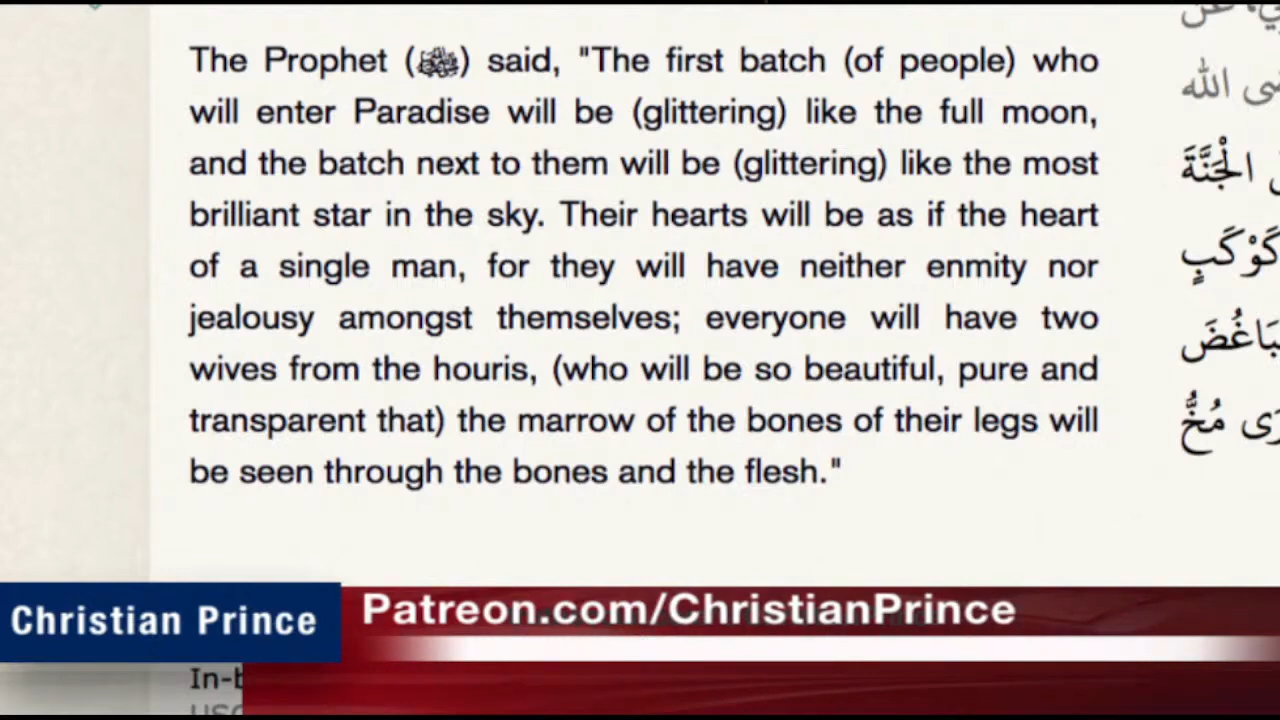 The Prophet (ﷺ) said, "The first batch (of people) who
will enter Paradise will be (glittering) like the full moon,
and the batch next to them will be (glittering) like the most
brilliant star in the sky. Their hearts will be as if the heart
of a single man, for they will have neither enmity nor
jealousy amongst themselves; everyone will have two
wives from the houris, (who will be so beautiful, pure and
transparent that) the marrow of the bones of their legs will
be seen through the bones and the flesh."
الله
الْجَنَّةَ
كَوْكَبٍ
مُخُّ
Christian Prince
Patreon.com/ChristianPrince